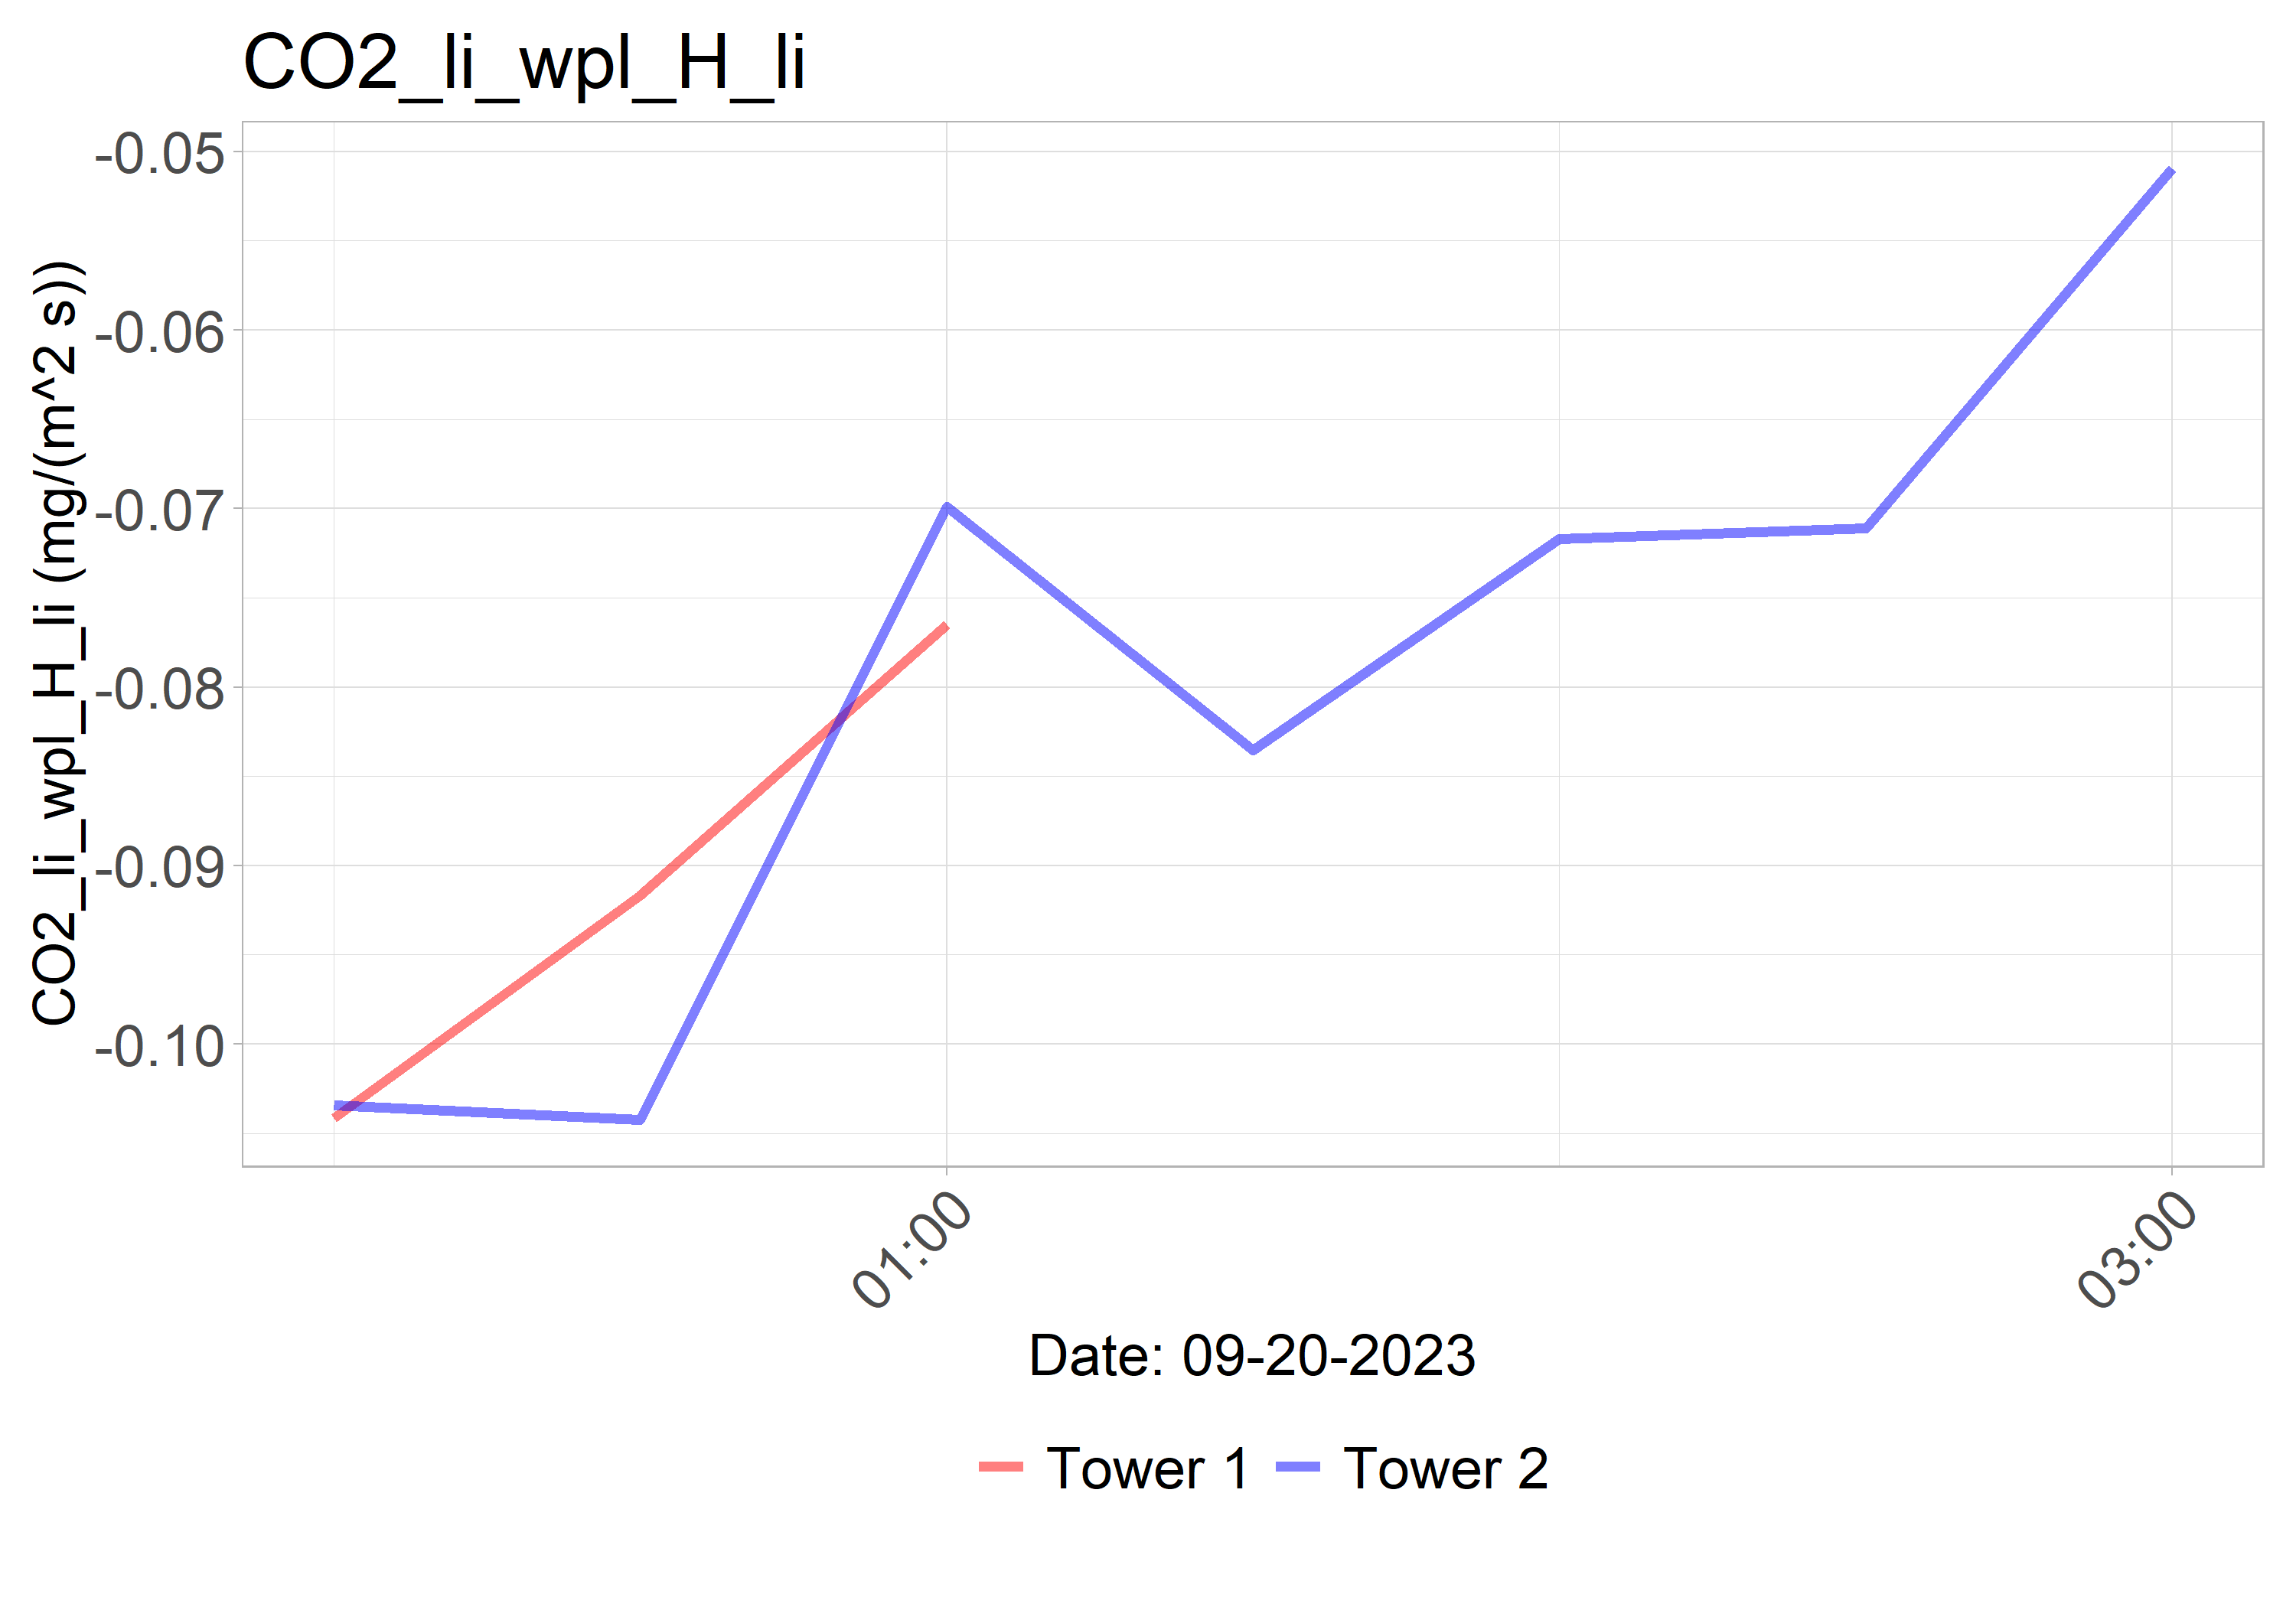 CO2_li_wpl_H_li
CO2_li_wpl_H_li (mg/(m^2 s))
-0.05
-0.06
-0.07
-0.08
-0.09
-0.10
01:00
03:00
Date: 09-20-2023
Tower 1
Tower 2